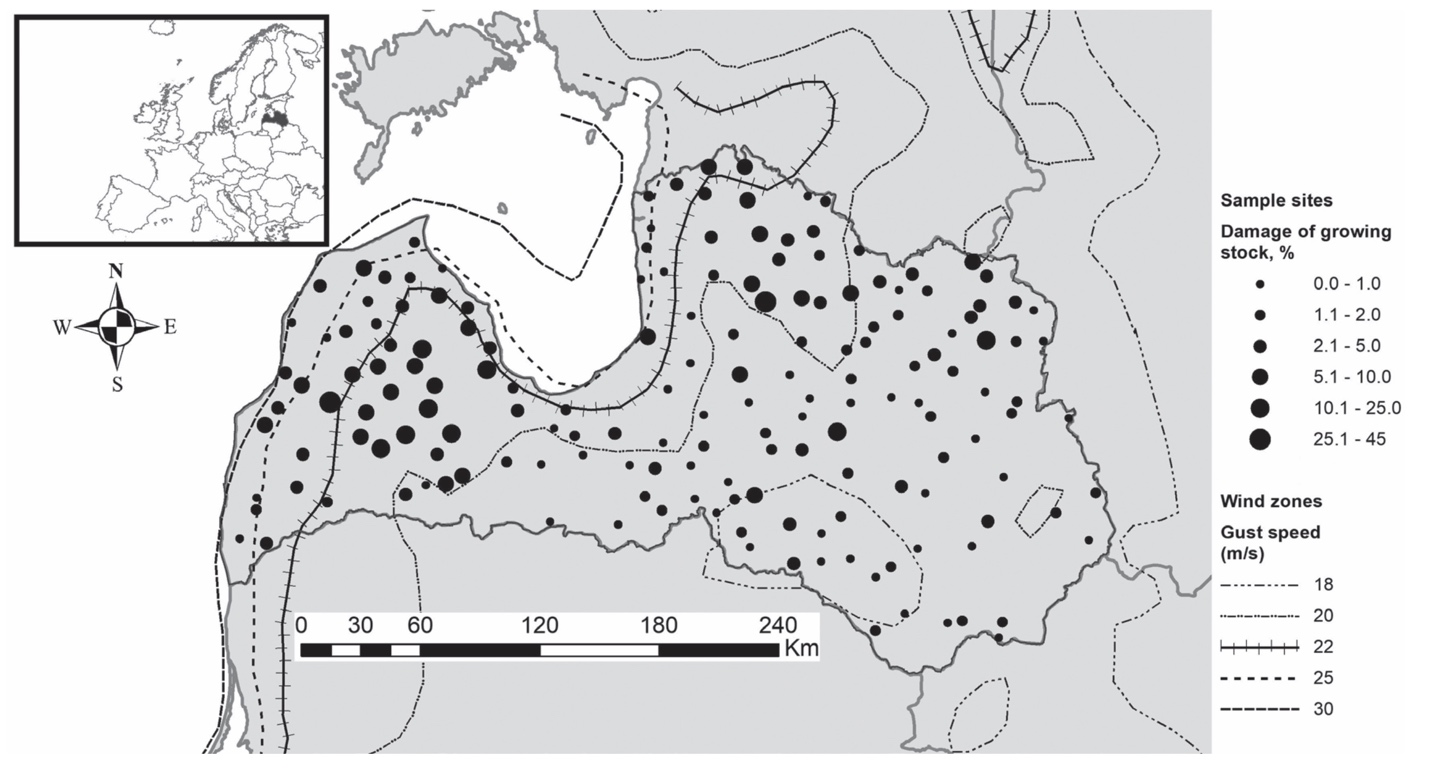 N
W E
S
0 30 60 120 180 240
Km
Sample sites
Damage of growing
stock, %
0.0 - 1.0
1.1 - 2.0
2.1 - 5.0
5.1 - 10.0
10.1 - 25.0
25.1 - 45
Wind zones
Gust speed
(m/s)
18
20
22
25
30